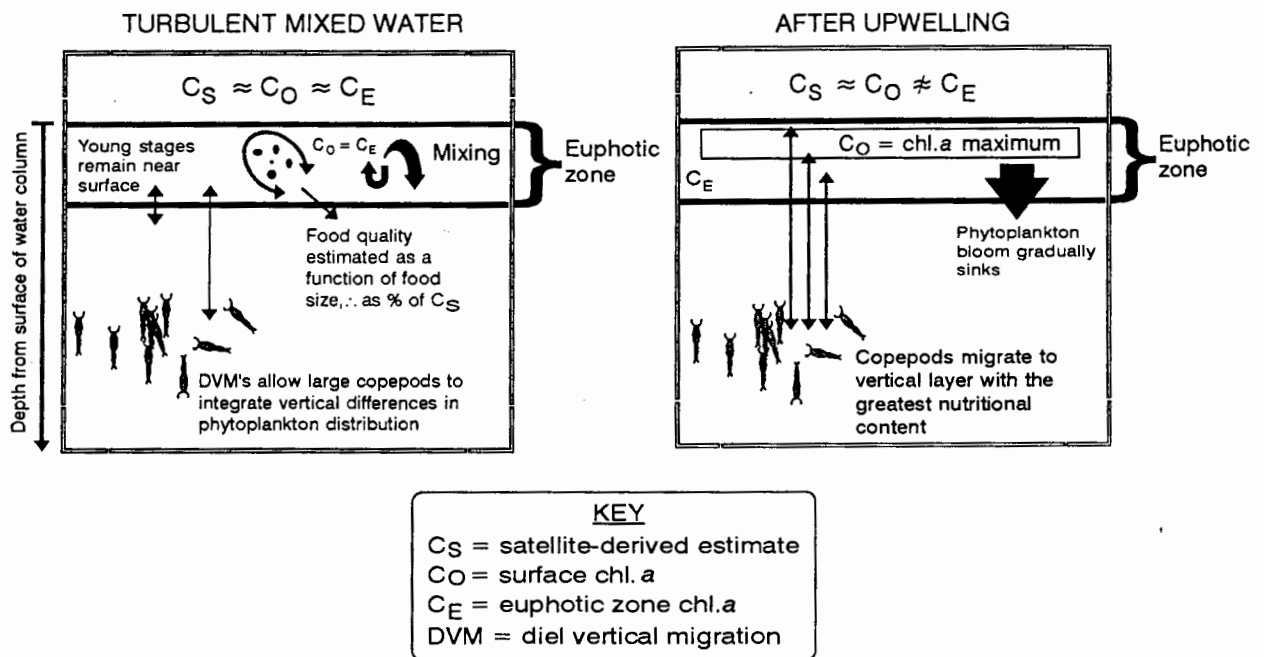 TURBULENT MIXED WATER
C_S ≈ C_O ≈ C_E
Young stages
remain near
surface
C_O = C_E
Mixing
Euphotic
zone
Food quality
estimated as a
function of food
size,∴ as % of C_S
DVM's allow large copepods to
integrate vertical differences in
phytoplankton distribution
Depth from surface of water column
AFTER UPWELLING
C_S ≈ C_O ≉ C_E
C_O = chl.a maximum
C_E
Euphotic
zone
Phytoplankton
bloom gradually
sinks
Copepods migrate to
vertical layer with the
greatest nutritional
content
KEY
C_S = satellite-derived estimate
C_O = surface chl. a
C_E = euphotic zone chl.a
DVM = diel vertical migration